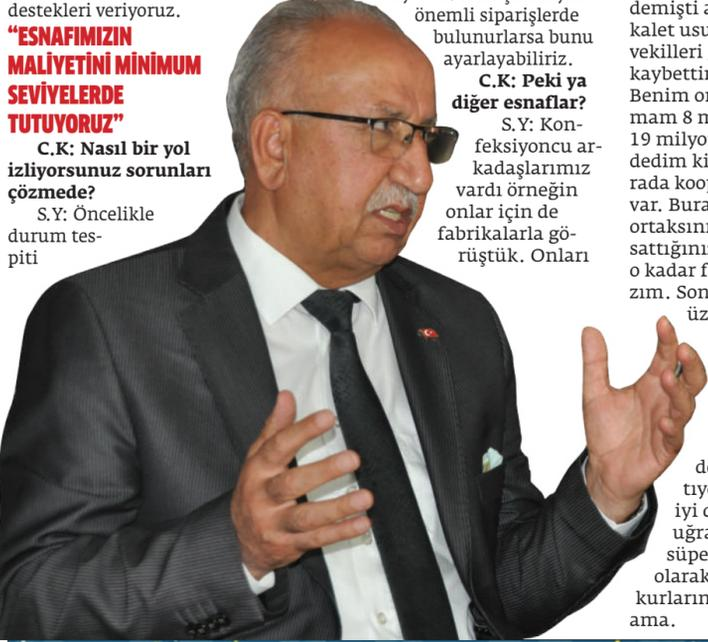 destekleri veriyoruz.
“ESNAFIMIZIN
MALİYETİNİ MİNİMUM
SEVİYELERDE
TUTUYORUZ”
C.K: Nasıl bir yol
izliyorsunuz sorunları
çözmede?
S.Y: Öncelikle
durum tes-
piti
önemli siparişlerde
bulunurlarsa bunu
ayarlayabiliriz.
C.K: Peki ya
diğer esnaflar?
S.Y: Kon-
feksiyoncu ar-
kadaşlarımız
vardı örneğin
onlar için de
fabrikalarla gö-
rüştük. Onları
demişti a
kalet usu
vekilleri
kaybettir
Benim or
mam 8 m
19 milyo
dedim ki
rada koop
var. Bura
ortaksını
sattığını
o kadar f
zım. Son
üz
de
tıy
iyi d
uğra
süpe
olarak
kurların
ama.